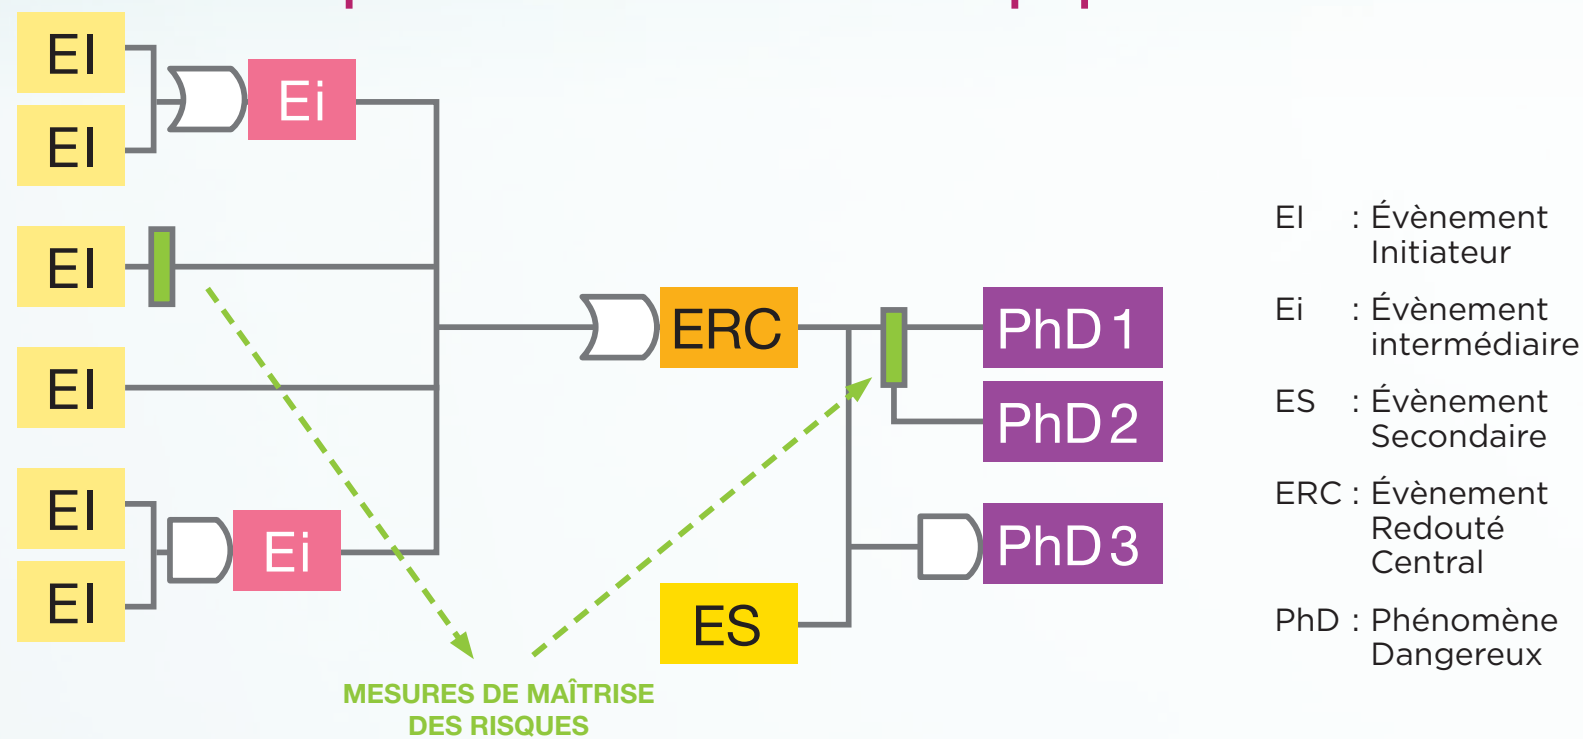 EI
EI
Ei
EI
EI
EI
EI
Ei
ERC
ES
PhD 1
PhD 2
PhD 3
MESURES DE MAÎTRISE
DES RISQUES
EI : Évènement
Initiateur
Ei : Évènement
intermédiaire
ES : Évènement
Secondaire
ERC : Évènement
Redouté
Central
PhD : Phénomène
Dangereux